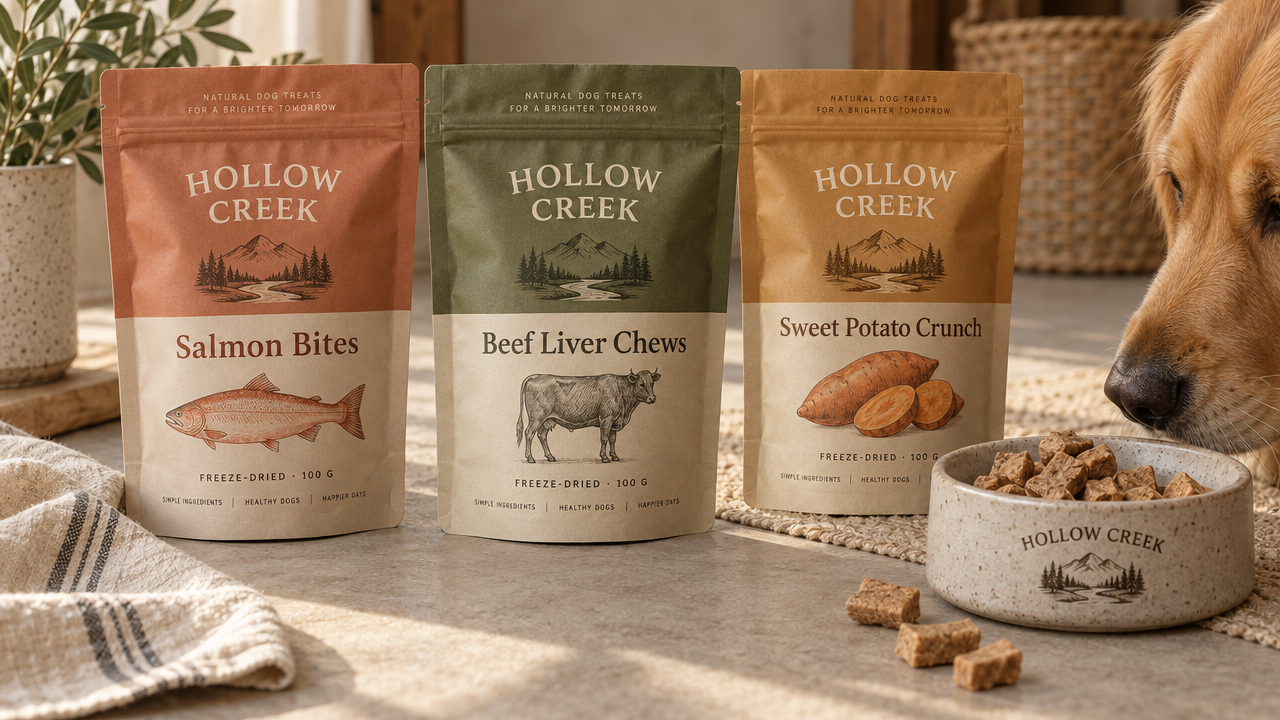 NATURAL DOG TREATS
FOR A BRIGHTER TOMORROW
HOLLOW
CREEK
Salmon Bites
FREEZE-DRIED · 100 G
SIMPLE INGREDIENTS | HEALTHY DOGS | HAPPIER DAYS
NATURAL DOG TREATS
FOR A BRIGHTER TOMORROW
HOLLOW
CREEK
Beef Liver Chews
FREEZE-DRIED · 100 G
SIMPLE INGREDIENTS | HEALTHY DOGS | HAPPIER DAYS
NATURAL DOG TREATS
FOR A BRIGHTER TOMORROW
HOLLOW
CREEK
Sweet Potato Crunch
FREEZE-DRIED · 100 G
SIMPLE INGREDIENTS | HEALTHY DOGS |
HOLLOW CREEK